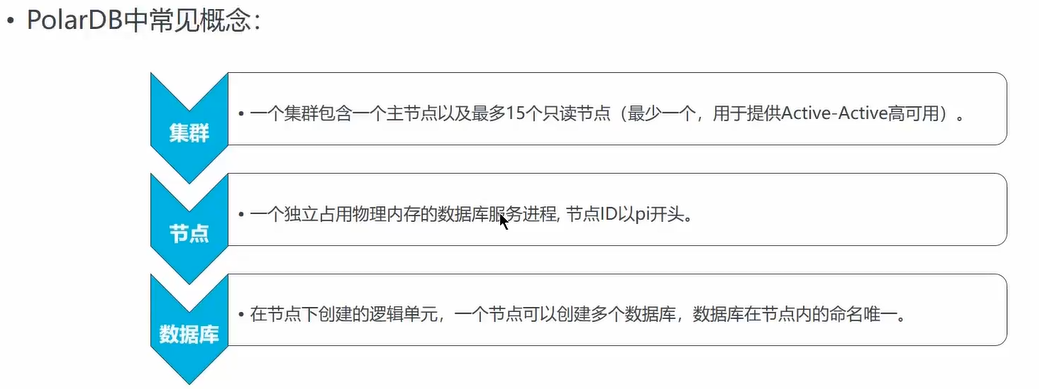 • PolarDB中常见概念：
集群
• 一个集群包含一个主节点以及最多15个只读节点（最少一个，用于提供Active-Active高可用）。
节点
• 一个独立占用物理内存的数据库服务进程, 节点ID以pi开头。
数据库
• 在节点下创建的逻辑单元，一个节点可以创建多个数据库，数据库在节点内的命名唯一。